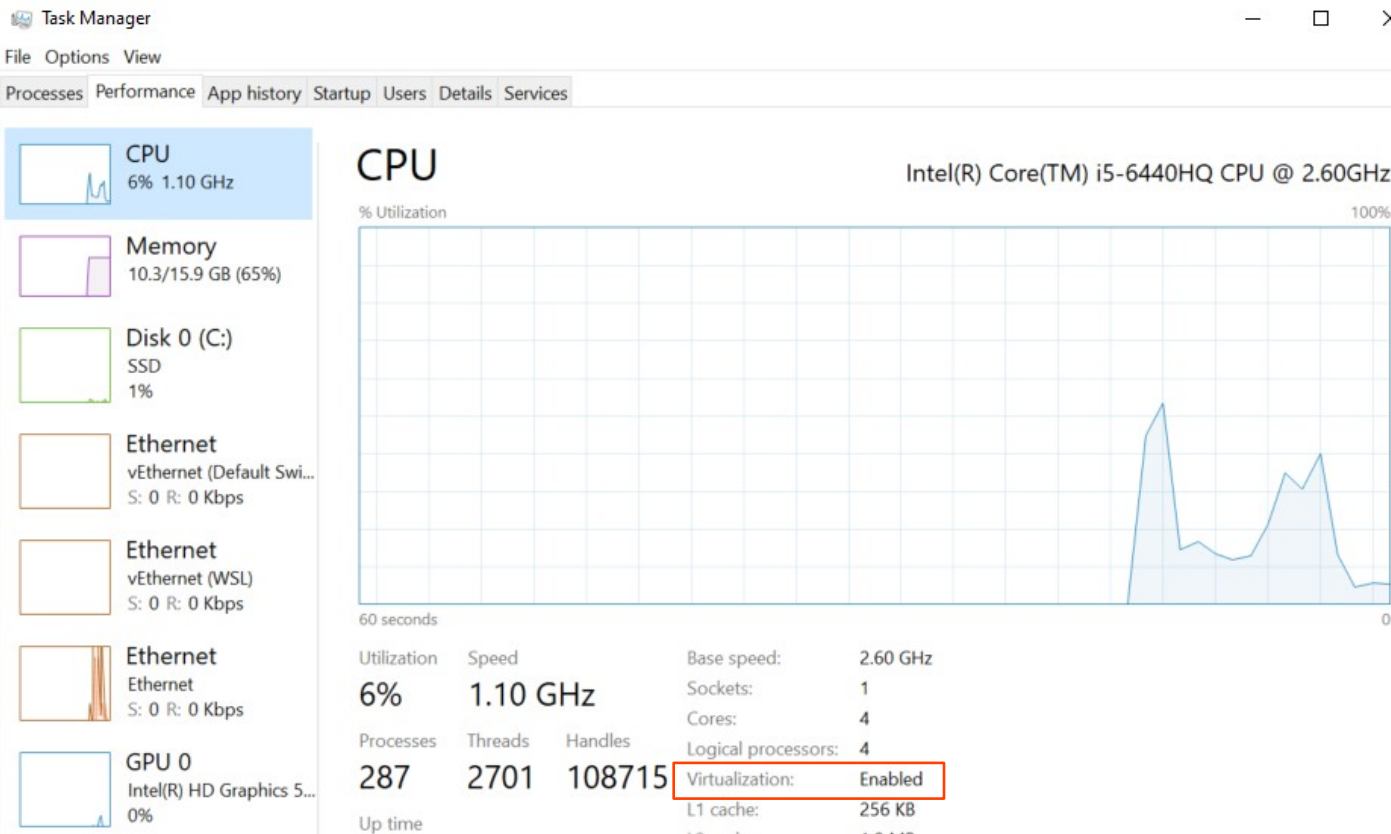 Task Manager
File Options View
Processes Performance App history Startup Users Details Services
CPU
6% 1.10 GHz
Memory
10.3/15.9 GB (65%)
Disk 0 (C:)
SSD
1%
Ethernet
vEthernet (Default Swi...
S: 0 R: 0 Kbps
Ethernet
vEthernet (WSL)
S: 0 R: 0 Kbps
Ethernet
Ethernet
S: 0 R: 0 Kbps
GPU 0
Intel(R) HD Graphics 5...
0%
CPU Intel(R) Core(TM) i5-6440HQ CPU @ 2.60GHz
% Utilization 100%
60 seconds 0
Utilization Speed
6% 1.10 GHz
Processes Threads Handles
287 2701 108715
Up time
Base speed: 2.60 GHz
Sockets: 1
Cores: 4
Logical processors: 4
Virtualization: Enabled
L1 cache: 256 KB